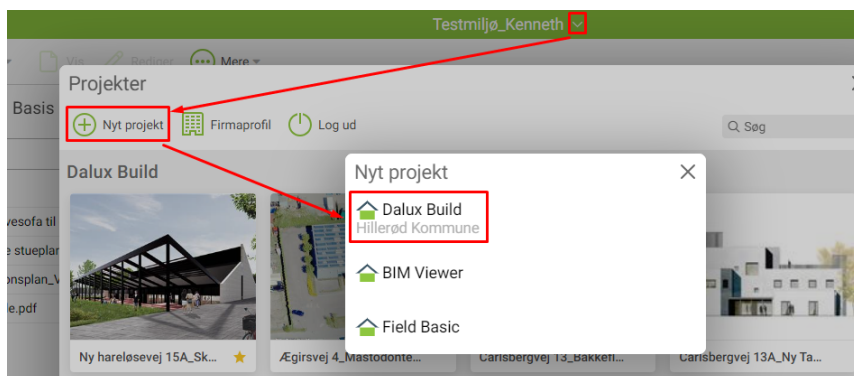 Testmiljø_Kenneth
Vis Rediger Mere
Projekter
Basis
Nyt projekt Firmaprofil Log ud
Søg
Dalux Build
Nyt projekt
Dalux Build
Hillerød Kommune
vesofa til
e stueplan
onsplan_V
BIM Viewer
le.pdf
Field Basic
Ny hareløsevej 15A_Sk... Ægirsvej 4_Mastodonte... Carlsbergvej 13_Bakkefl... Carlsbergvej 13A_Ny Ta...